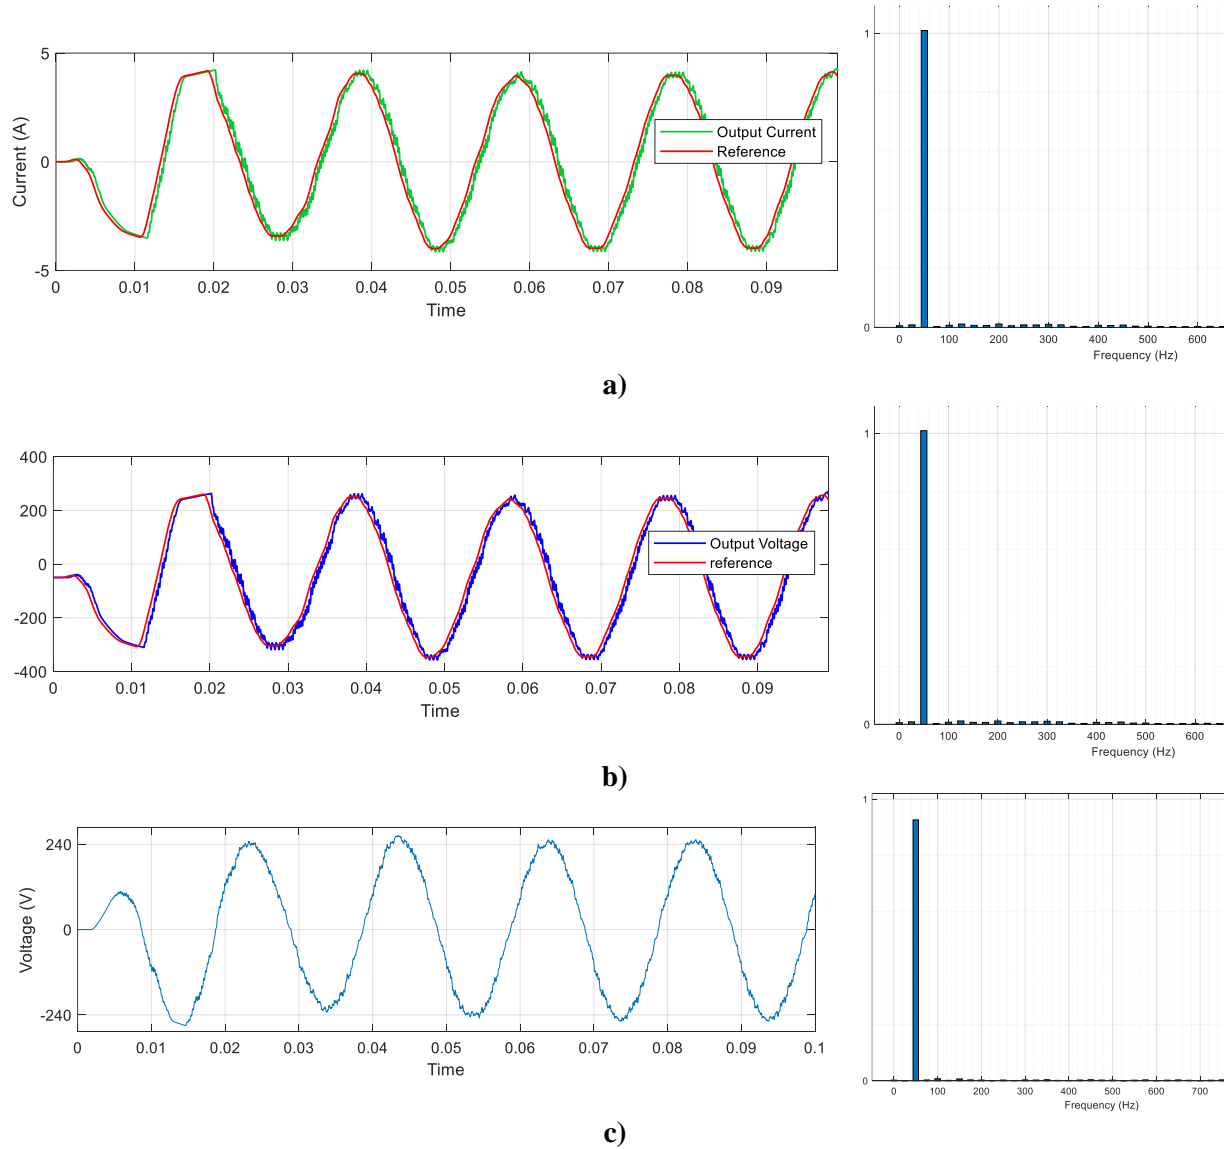 5
0
-5
Current (A)
Output Current
Reference
0 0.01 0.02 0.03 0.04 0.05 0.06 0.07 0.08 0.09
Time
1
0
0 100 200 300 400 500 600
Frequency (Hz)
a)
400
200
0
-200
-400
Output Voltage
reference
0 0.01 0.02 0.03 0.04 0.05 0.06 0.07 0.08 0.09
Time
1
0
0 100 200 300 400 500 600
Frequency (Hz)
b)
240
0
-240
Voltage (V)
0 0.01 0.02 0.03 0.04 0.05 0.06 0.07 0.08 0.09 0.1
Time
1
0
0 100 200 300 400 500 600 700
Frequency (Hz)
c)